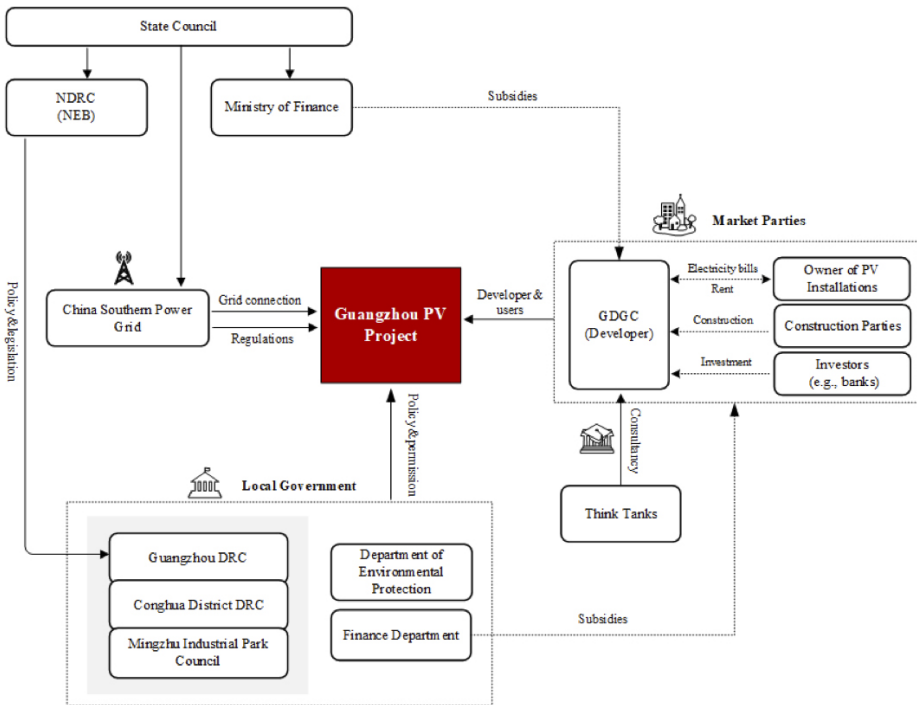 State Council
NDRC
(NEB)
Ministry of Finance
Subsidies
Policy&legislation
Market Parties
China Southern Power
Grid
Grid connection
Regulations
Guangzhou PV
Project
Developer &
users
GDGC
(Developer)
Electricity bills
Rent
Owner of PV
Installations
Construction
Construction Parties
Investment
Investors
(e.g., banks)
Policy&permission
Consultancy
Think Tanks
Local Government
Guangzhou DRC
Conghua District DRC
Mingzhu Industrial Park
Council
Department of
Environmental
Protection
Finance Department
Subsidies